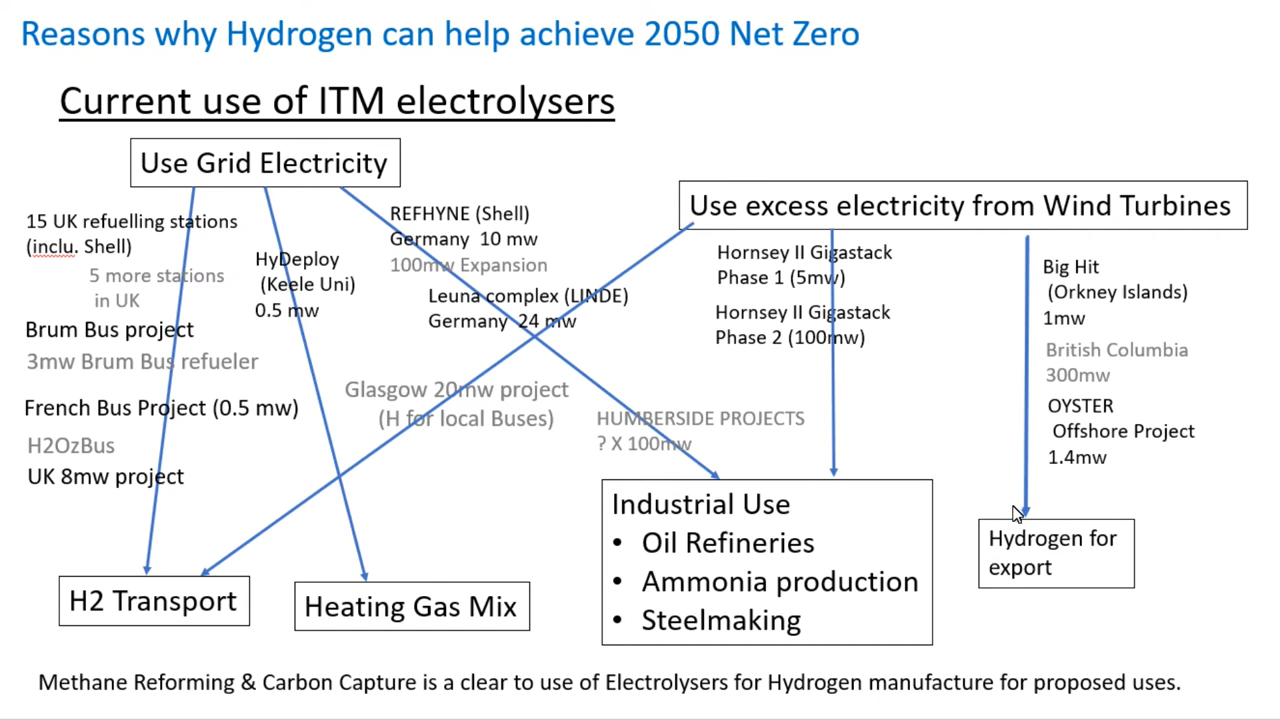 Reasons why Hydrogen can help achieve 2050 Net Zero
Current use of ITM electrolysers
Use Grid Electricity
Use excess electricity from Wind Turbines
15 UK refuelling stations
(inclu. Shell)
5 more stations
in UK
Brum Bus project
3mw Brum Bus refueler
French Bus Project (0.5 mw)
H2OzBus
UK 8mw project
HyDeploy
(Keele Uni)
0.5 mw
REFHYNE (Shell)
Germany 10 mw
100mw Expansion
Leuna complex (LINDE)
Germany 24 mw
Glasgow 20mw project
(H for local Buses)
HUMBERSIDE PROJECTS
? X 100mw
Hornsey II Gigastack
Phase 1 (5mw)
Hornsey II Gigastack
Phase 2 (100mw)
Big Hit
(Orkney Islands)
1mw
British Columbia
300mw
OYSTER
Offshore Project
1.4mw
H2 Transport
Heating Gas Mix
Industrial Use
• Oil Refineries
• Ammonia production
• Steelmaking
Hydrogen for
export
Methane Reforming & Carbon Capture is a clear to use of Electrolysers for Hydrogen manufacture for proposed uses.